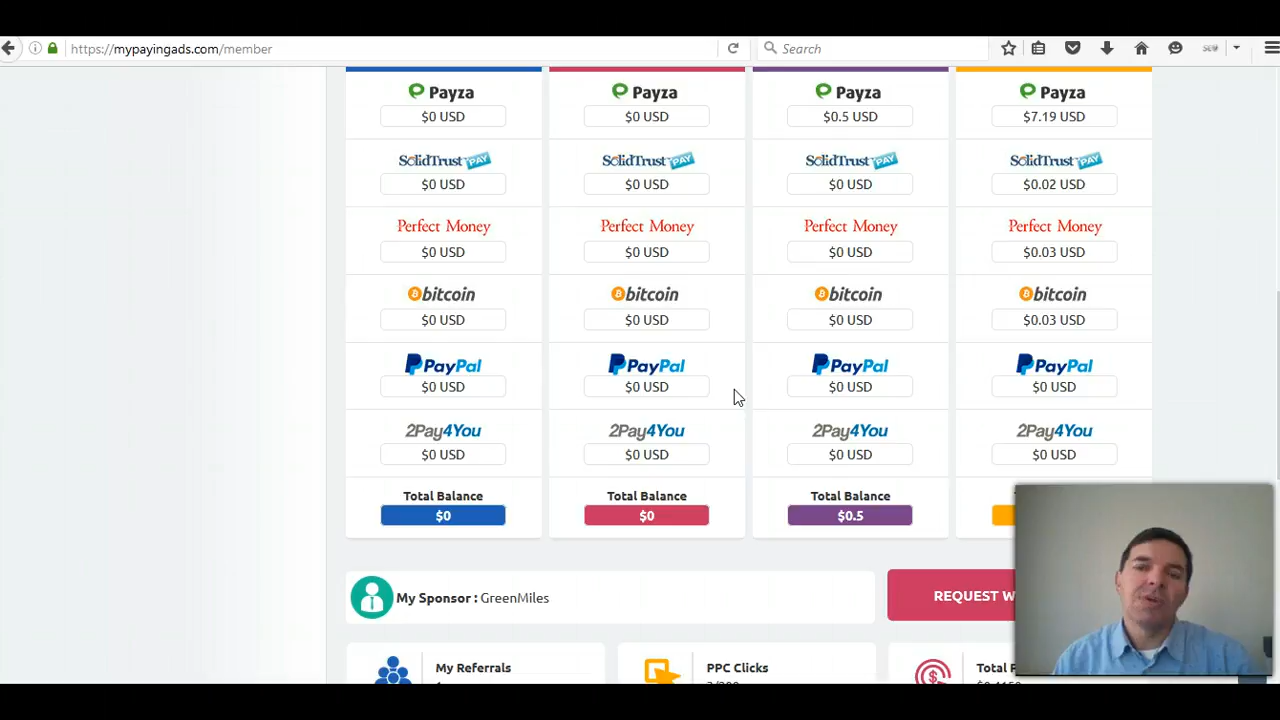 https://mypayingads.com/member
Search
Payza Payza Payza Payza
$0 USD $0 USD $0.5 USD $7.19 USD
SolidTrust PAY SolidTrust PAY SolidTrust PAY SolidTrust PAY
$0 USD $0 USD $0 USD $0.02 USD
Perfect Money Perfect Money Perfect Money Perfect Money
$0 USD $0 USD $0 USD $0.03 USD
bitcoin bitcoin bitcoin bitcoin
$0 USD $0 USD $0 USD $0.03 USD
PayPal PayPal PayPal PayPal
$0 USD $0 USD $0 USD $0 USD
2Pay4You 2Pay4You 2Pay4You 2Pay4You
$0 USD $0 USD $0 USD $0 USD
Total Balance Total Balance Total Balance
$0 $0 $0.5
My Sponsor : GreenMiles
REQUEST W
My Referrals PPC Clicks Total